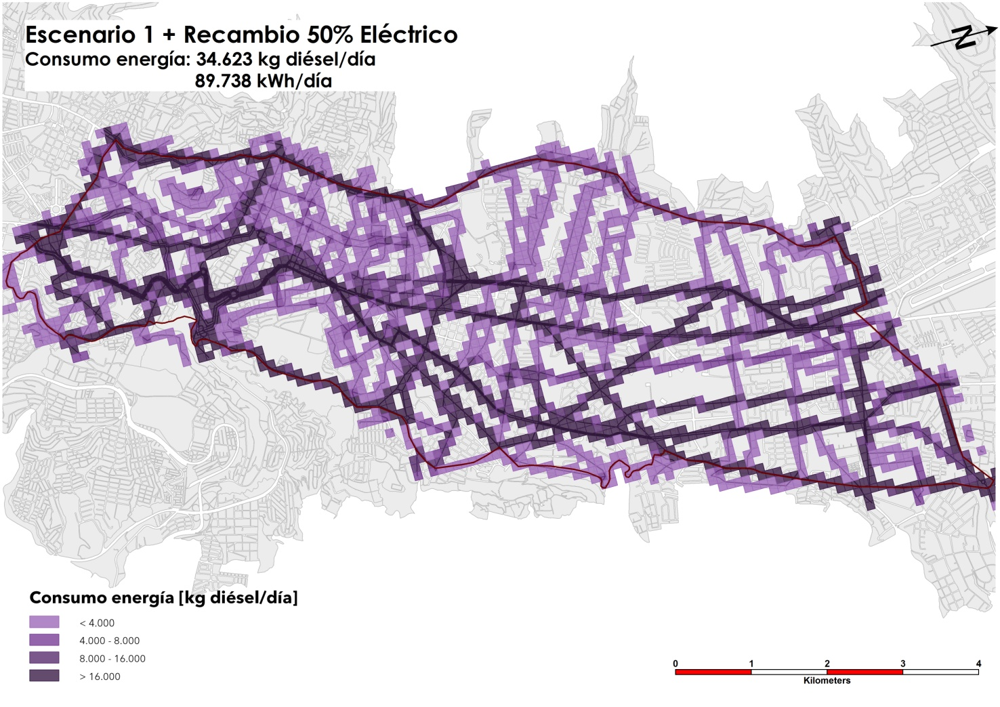 Escenario 1 + Recambio 50% Eléctrico
Consumo energía: 34.623 kg diésel/día
89.738 kWh/día
N
Consumo energía [kg diésel/día]
< 4.000
4.000 - 8.000
8.000 - 16.000
> 16.000
0 1 2 3 4
Kilometers